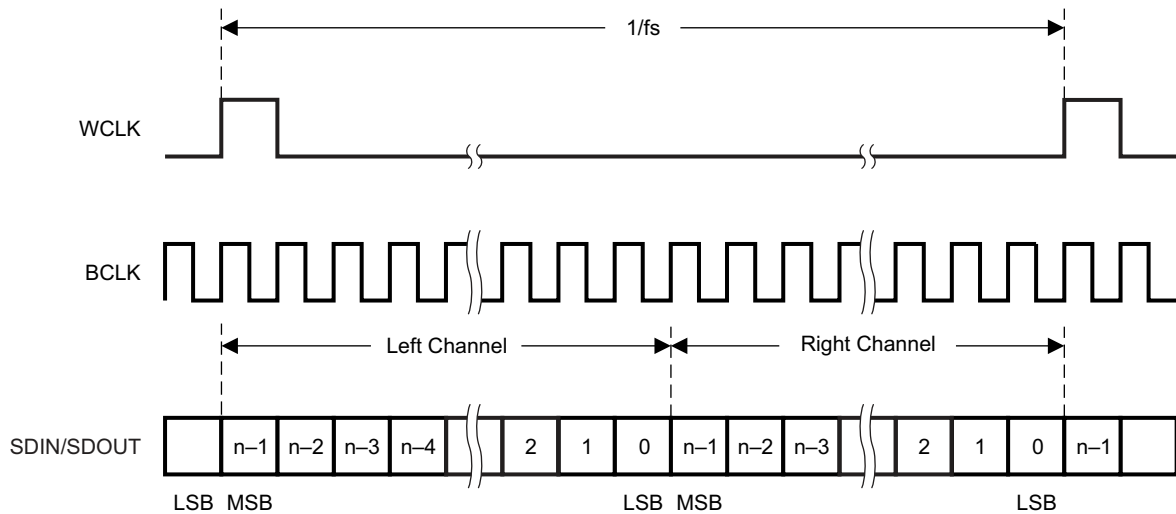 1/fs
WCLK
BCLK
Left Channel
Right Channel
SDIN/SDOUT
n–1 n–2 n–3 n–4 2 1 0 n–1 n–2 n–3 2 1 0 n–1
LSB MSB LSB MSB LSB